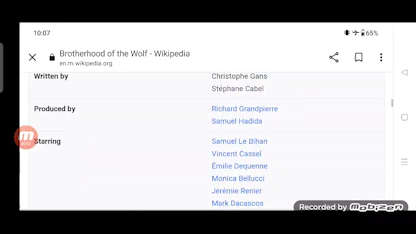 10:07
65%
Brotherhood of the Wolf - Wikipedia
en.m.wikipedia.org
Written by
Christophe Gans
Stéphane Cabel
Produced by
Richard Grandpierre
Samuel Hadida
Starring
Samuel Le Bihan
Vincent Cassel
Émilie Dequenne
Monica Bellucci
Jérémie Renier
Mark Dacascos
Recorded by Mobizen